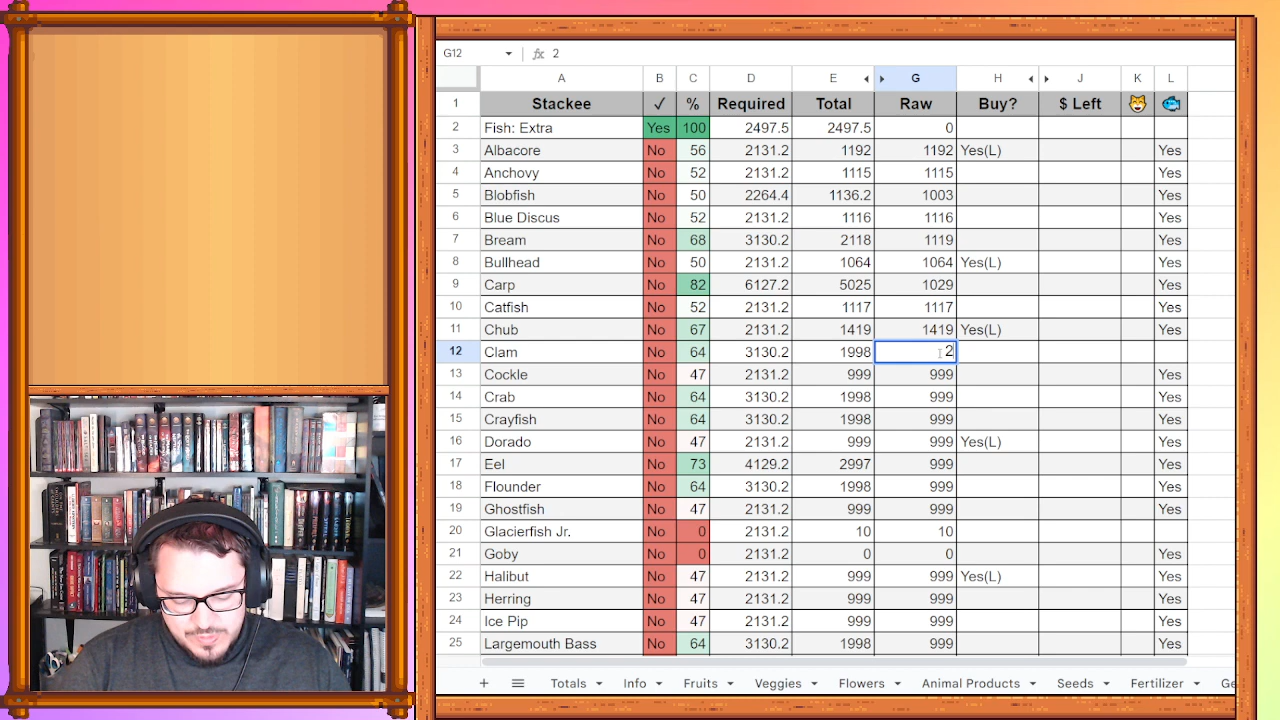 G12 fx 2
A B C D E G H J K L
1 Stackee ✓ % Required Total Raw Buy? $ Left
2 Fish: Extra Yes 100 2497.5 2497.5 0
3 Albacore No 56 2131.2 1192 1192 Yes(L) Yes
4 Anchovy No 52 2131.2 1115 1115 Yes
5 Blobfish No 50 2264.4 1136.2 1003 Yes
6 Blue Discus No 52 2131.2 1116 1116 Yes
7 Bream No 68 3130.2 2118 1119 Yes
8 Bullhead No 50 2131.2 1064 1064 Yes(L) Yes
9 Carp No 82 6127.2 5025 1029 Yes
10 Catfish No 52 2131.2 1117 1117 Yes
11 Chub No 67 2131.2 1419 1419 Yes(L) Yes
12 Clam No 64 3130.2 1998 2
13 Cockle No 47 2131.2 999 999 Yes
14 Crab No 64 3130.2 1998 999 Yes
15 Crayfish No 64 3130.2 1998 999 Yes
16 Dorado No 47 2131.2 999 999 Yes(L) Yes
17 Eel No 73 4129.2 2997 999 Yes
18 Flounder No 64 3130.2 1998 999 Yes
19 Ghostfish No 47 2131.2 999 999 Yes
20 Glacierfish Jr. No 0 2131.2 10 10
21 Goby No 0 2131.2 0 0 Yes
22 Halibut No 47 2131.2 999 999 Yes(L) Yes
23 Herring No 47 2131.2 999 999 Yes
24 Ice Pip No 47 2131.2 999 999 Yes
25 Largemouth Bass No 64 3130.2 1998 999 Yes
+ Totals Info Fruits Veggies Flowers Animal Products Seeds Fertilizer Ge